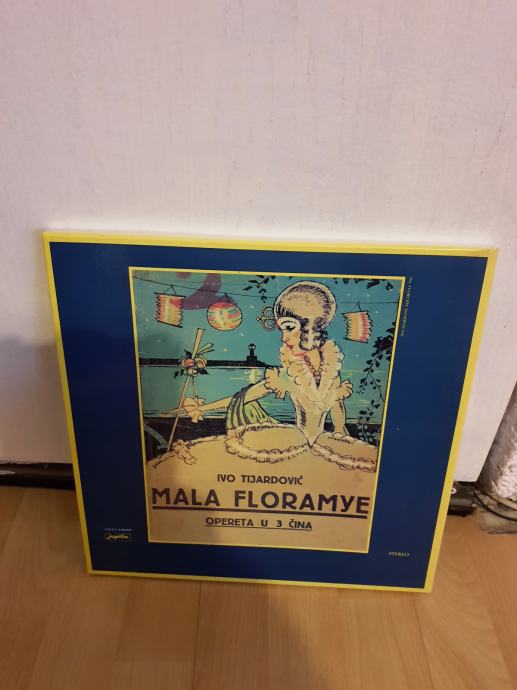 IVO TIJARDOVIĆ
MALA FLORAMYE
OPERETA U 3 ČINA
Jugoton
STEREO